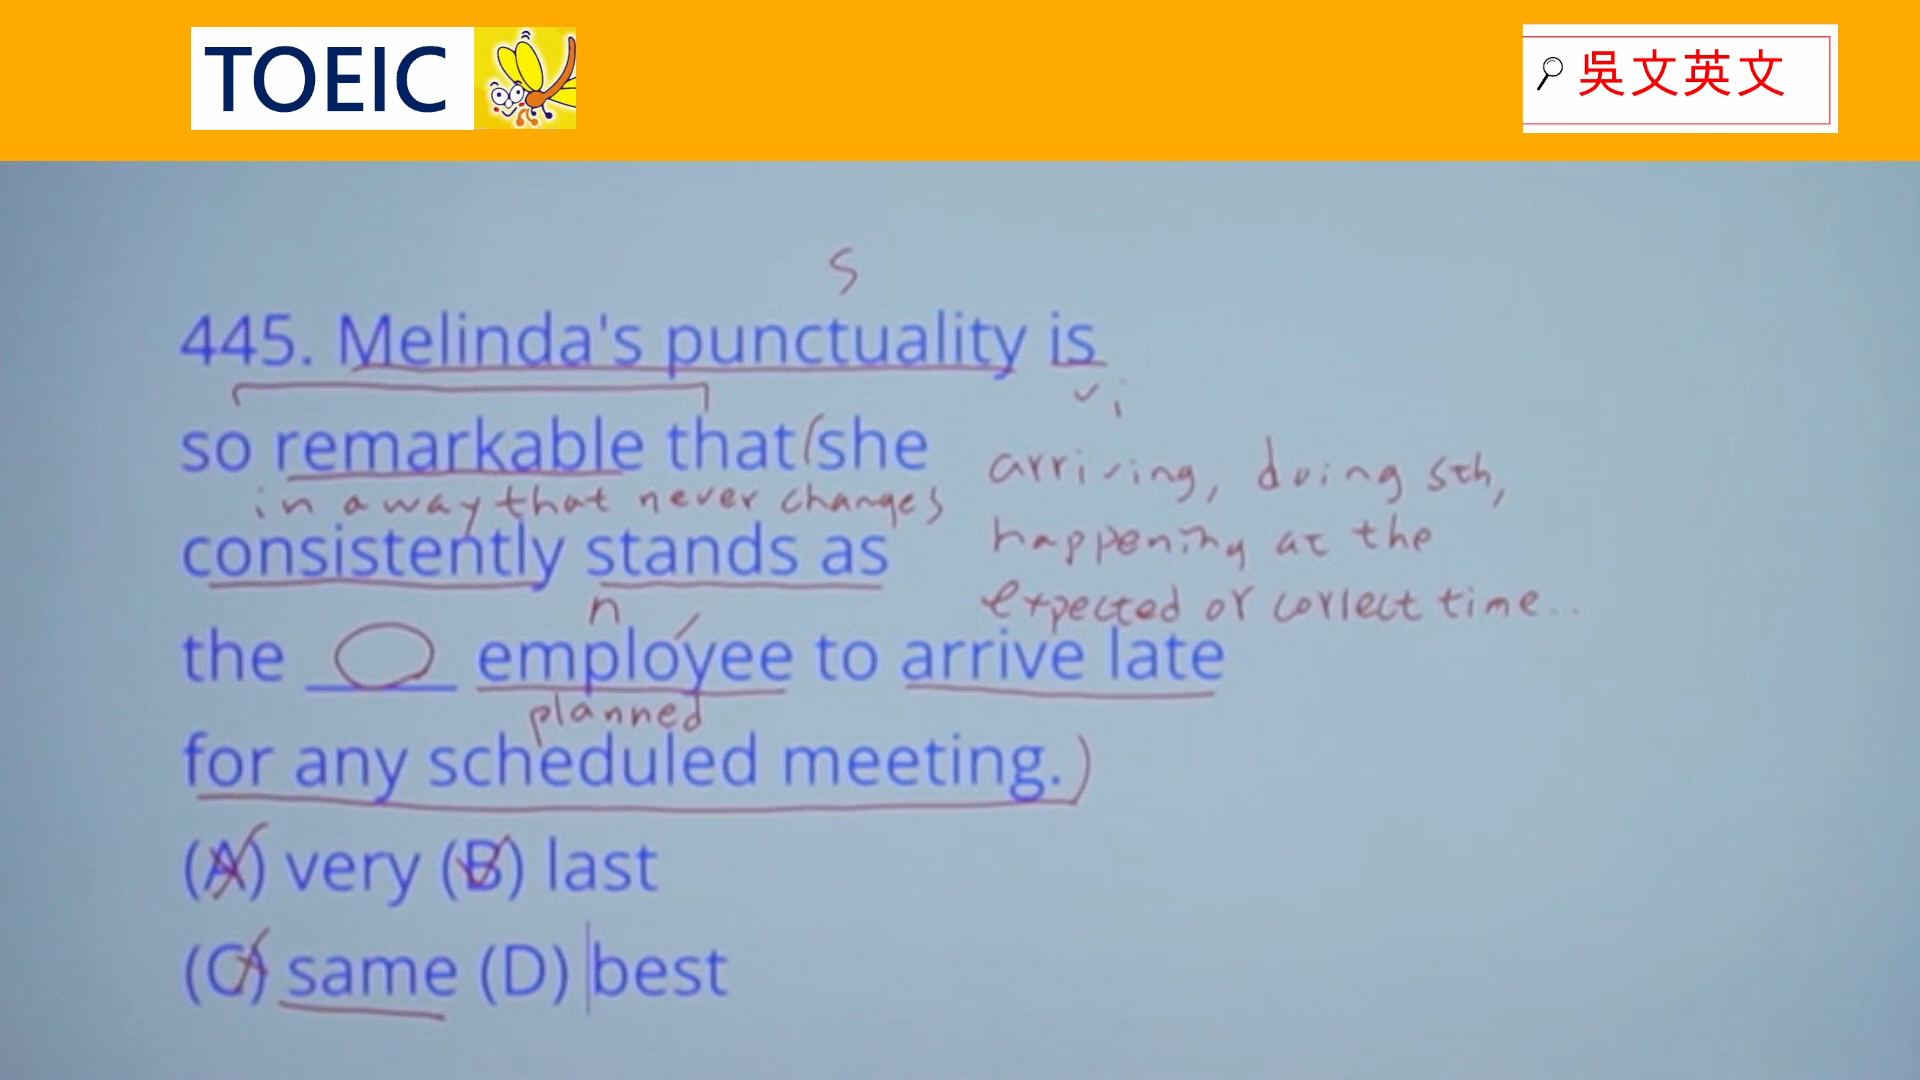 TOEIC
吳文英文
s
445. Melinda's punctuality is
vi
so remarkable that (she
arriving, doing sth,
in a way that never changes
consistently stands as
happening at the
n
expected or correct time..
the ____ employee to arrive late
planned
for any scheduled meeting.)
(A) very (B) last
(C) same (D) best